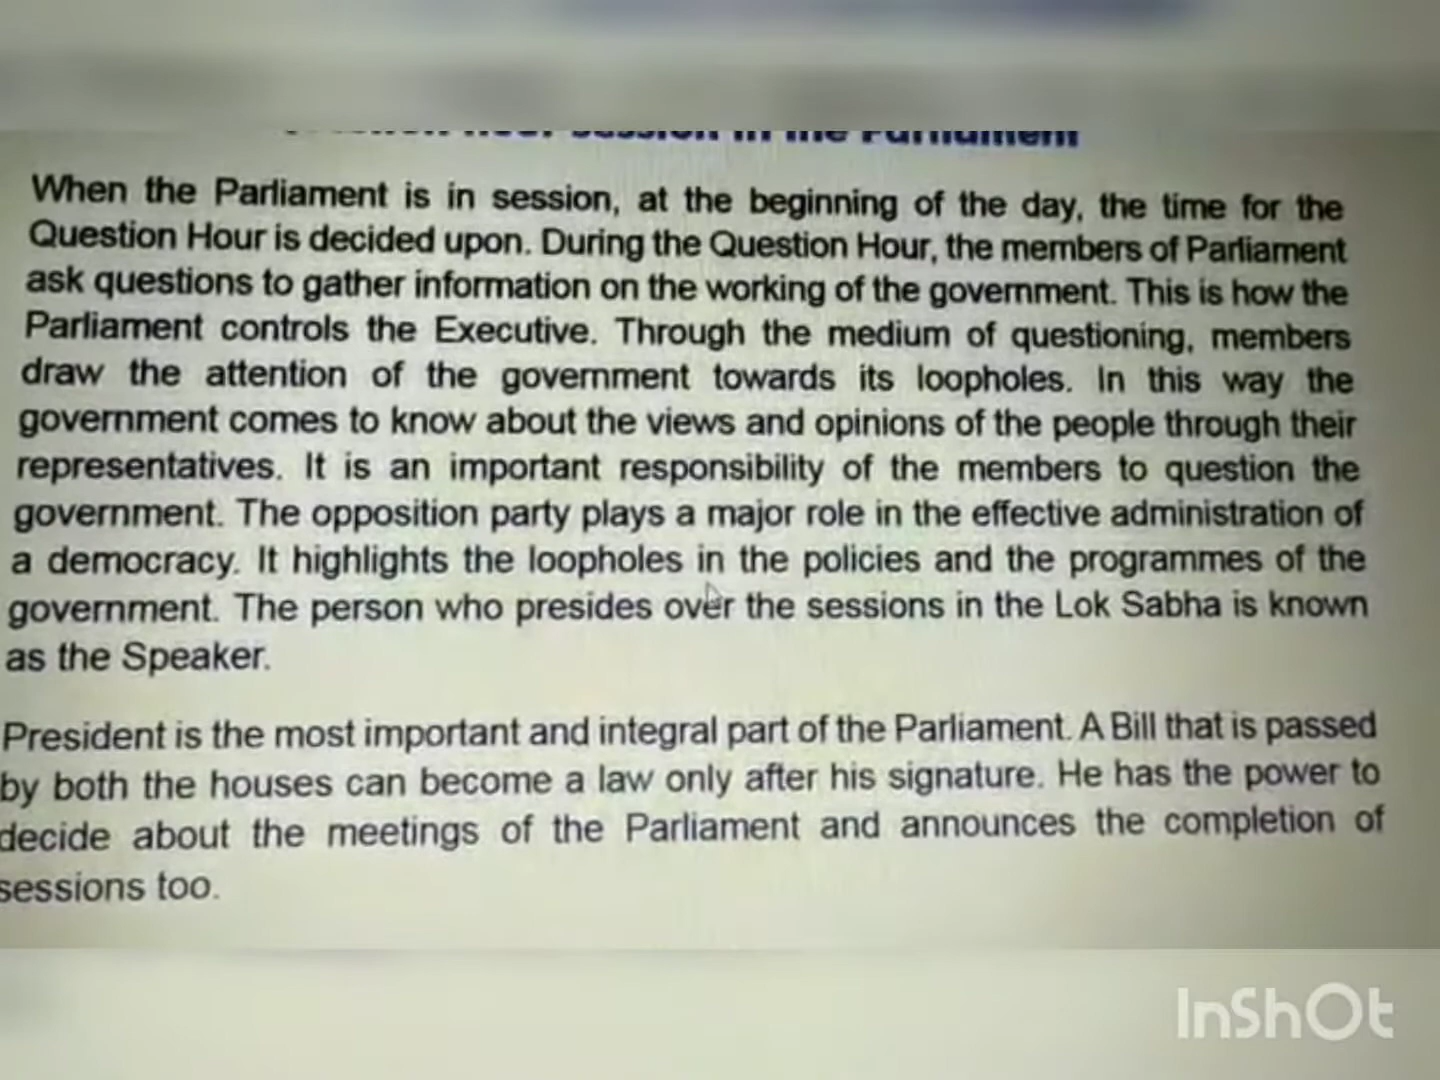 session in the Parliament
When the Parliament is in session, at the beginning of the day, the time for the
Question Hour is decided upon. During the Question Hour, the members of Parliament
ask questions to gather information on the working of the government. This is how the
Parliament controls the Executive. Through the medium of questioning, members
draw the attention of the government towards its loopholes. In this way the
government comes to know about the views and opinions of the people through their
representatives. It is an important responsibility of the members to question the
government. The opposition party plays a major role in the effective administration of
a democracy. It highlights the loopholes in the policies and the programmes of the
government. The person who presides over the sessions in the Lok Sabha is known
as the Speaker.
President is the most important and integral part of the Parliament. A Bill that is passed
by both the houses can become a law only after his signature. He has the power to
decide about the meetings of the Parliament and announces the completion of
sessions too.
InShOt